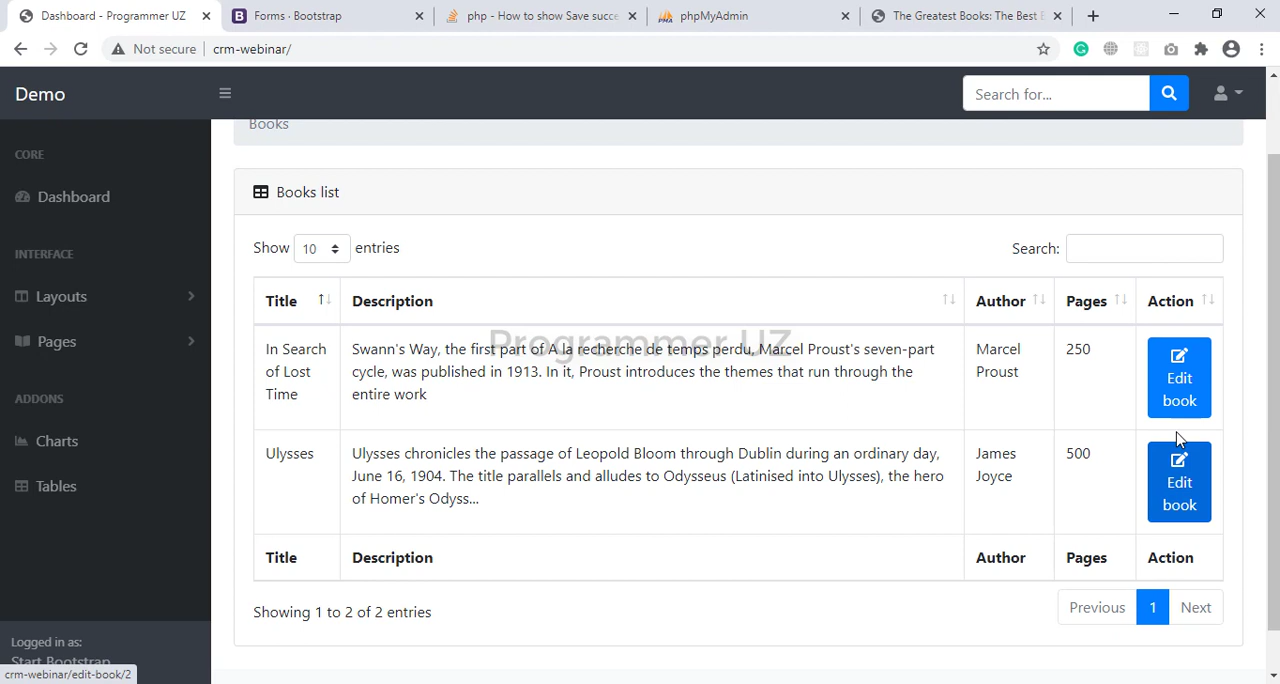 Dashboard - Programmer UZ
Forms · Bootstrap
php - How to show Save succe
phpMyAdmin
The Greatest Books: The Best B
Not secure
crm-webinar/
Demo
Search for...
CORE
Dashboard
INTERFACE
Layouts
Pages
ADDONS
Charts
Tables
Logged in as:
Start Bootstrap
crm-webinar/edit-book/2
Books
Books list
Show 10 entries
Search:
Title Description Author Pages Action
In Search
of Lost
Time
Swann's Way, the first part of A la recherche de temps perdu, Marcel Proust's seven-part
cycle, was published in 1913. In it, Proust introduces the themes that run through the
entire work
Marcel
Proust
250
Edit
book
Programmer UZ
Ulysses
Ulysses chronicles the passage of Leopold Bloom through Dublin during an ordinary day,
June 16, 1904. The title parallels and alludes to Odysseus (Latinised into Ulysses), the hero
of Homer's Odyss...
James
Joyce
500
Edit
book
Title Description Author Pages Action
Showing 1 to 2 of 2 entries
Previous 1 Next